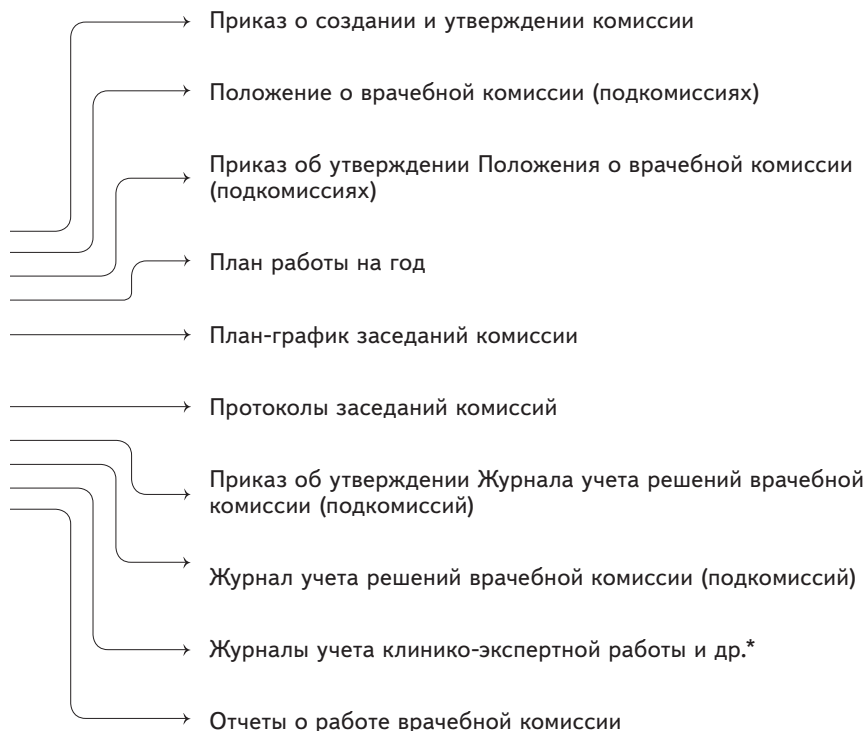 Приказ о создании и утверждении комиссии
Положение о врачебной комиссии (подкомиссиях)
Приказ об утверждении Положения о врачебной комиссии
(подкомиссиях)
План работы на год
План-график заседаний комиссии
Протоколы заседаний комиссий
Приказ об утверждении Журнала учета решений врачебной
комиссии (подкомиссий)
Журнал учета решений врачебной комиссии (подкомиссий)
Журналы учета клинико-экспертной работы и др.*
Отчеты о работе врачебной комиссии